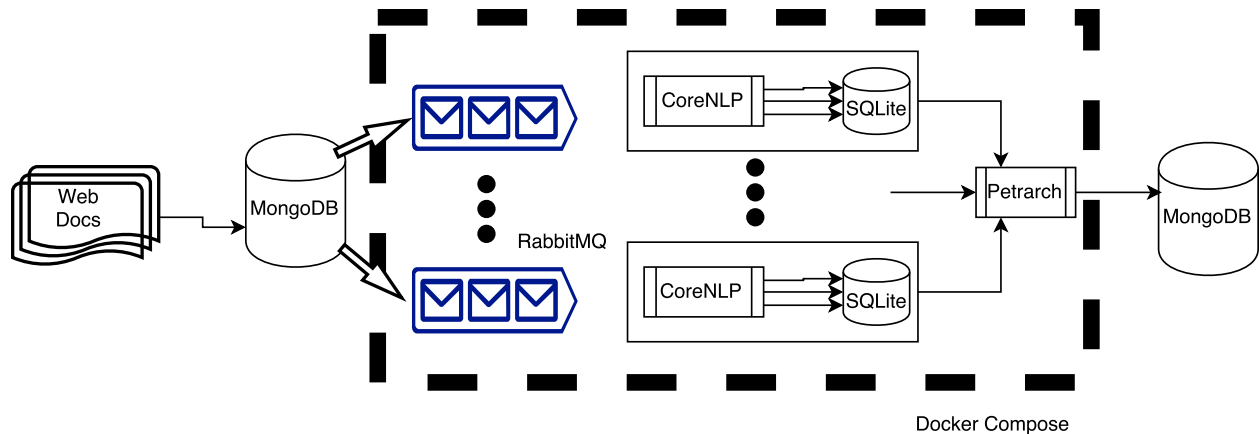 Web
Docs
MongoDB
RabbitMQ
CoreNLP
SQLite
CoreNLP
SQLite
Petrarch
MongoDB
Docker Compose